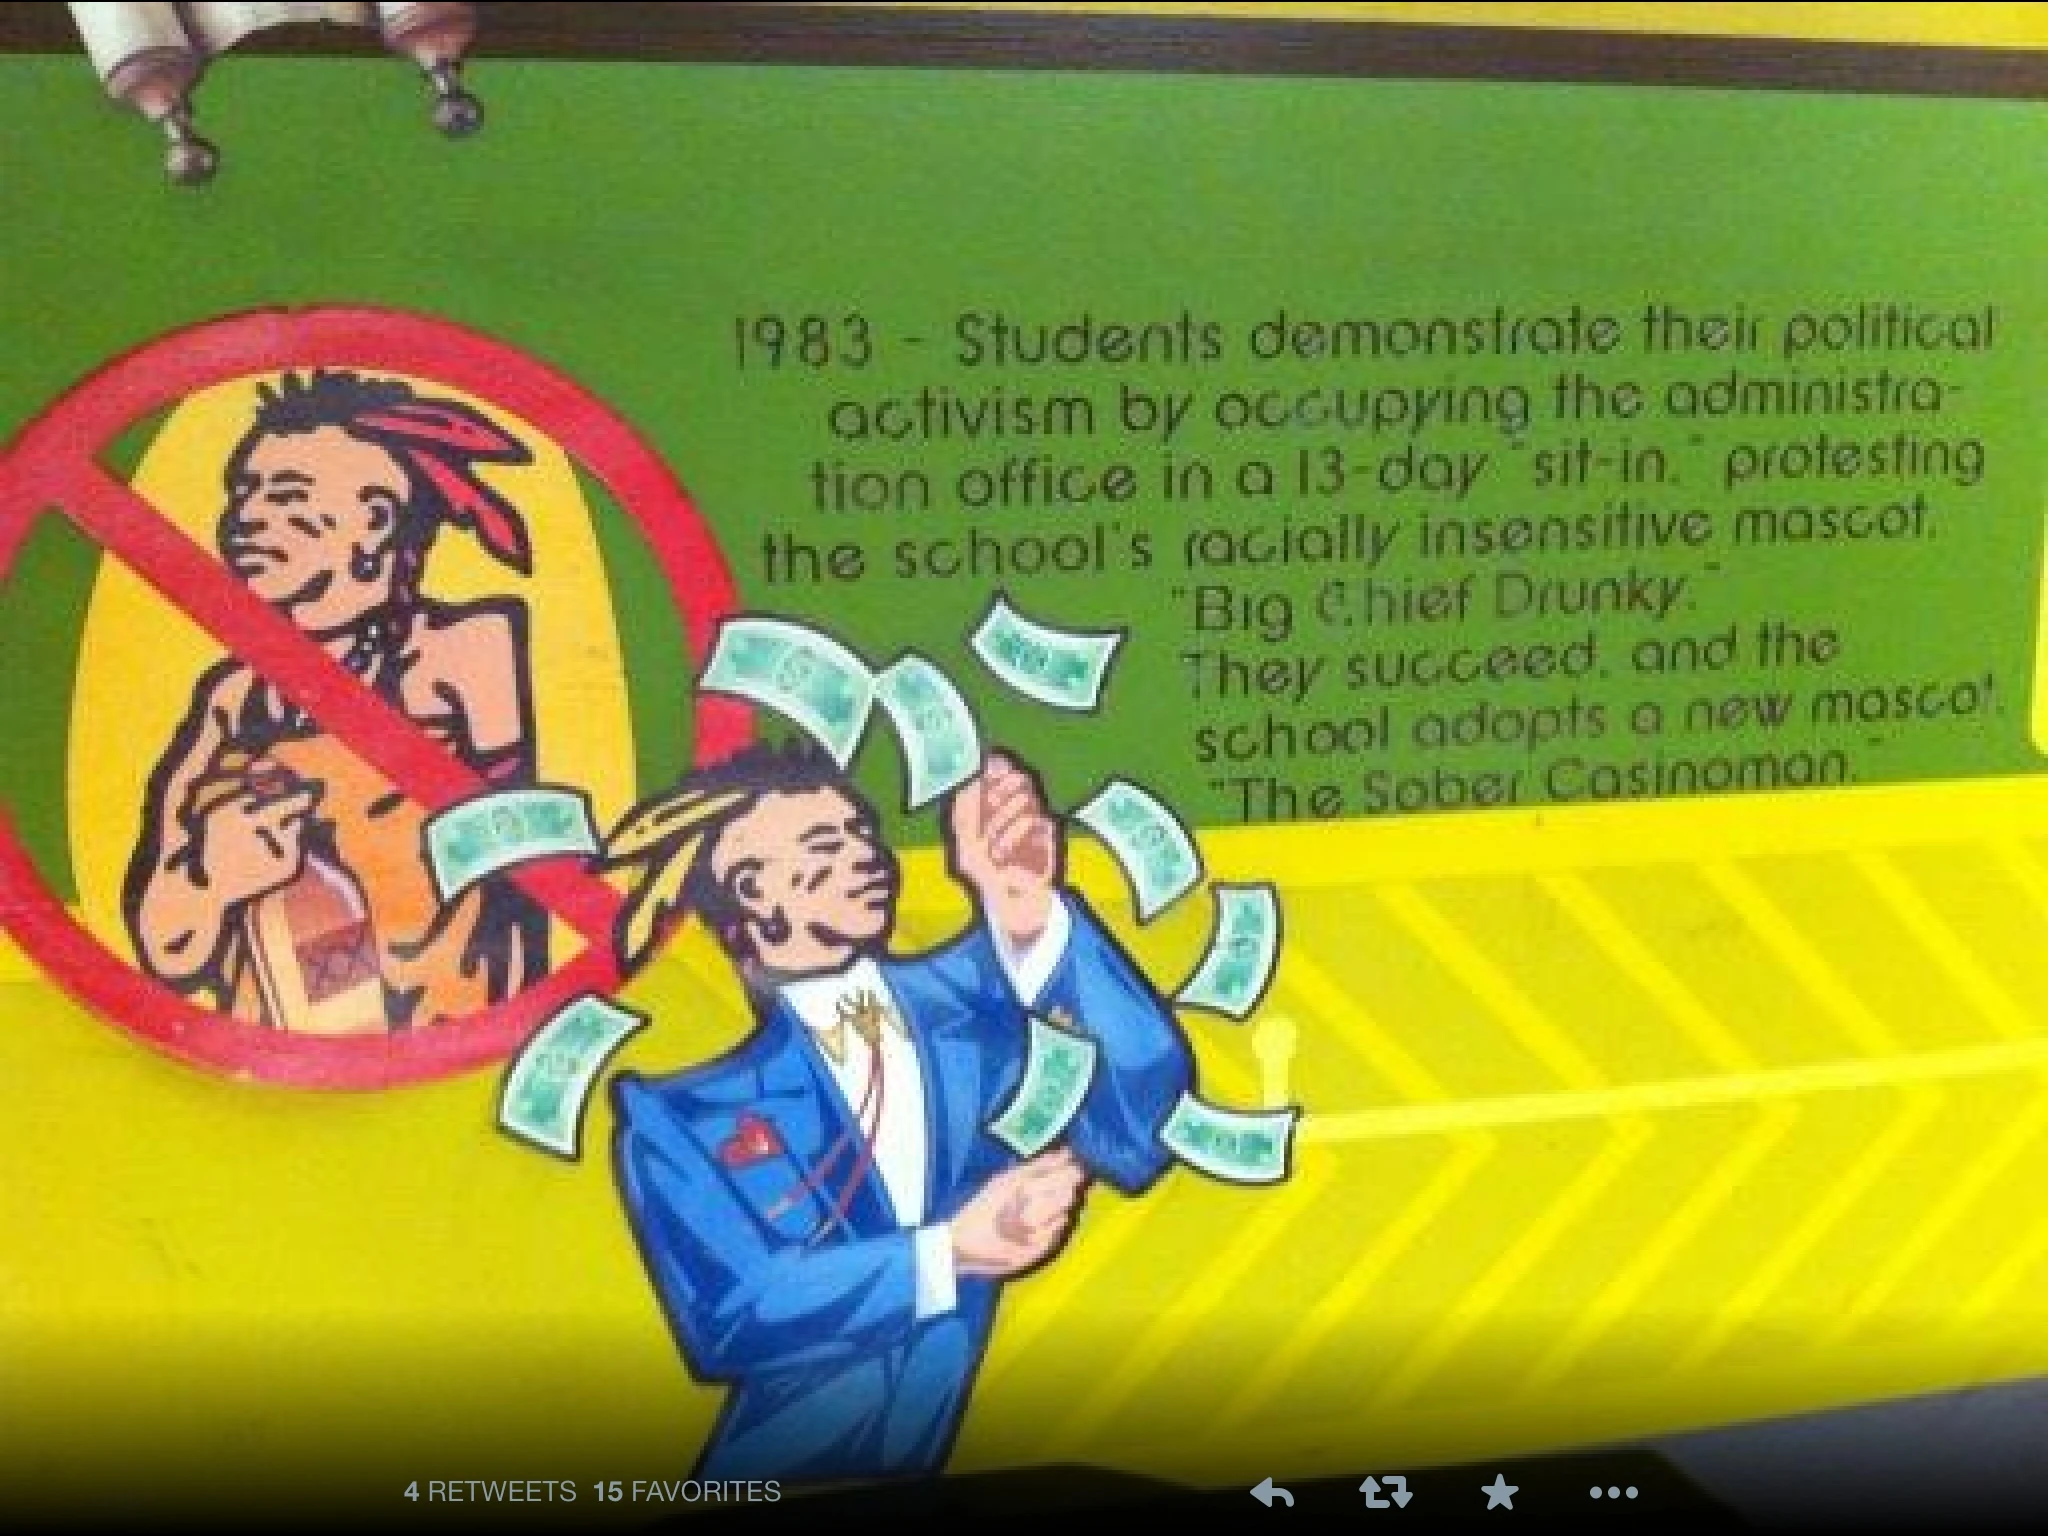 1983 - Students demonstrate their political
activism by occupying the administra-
tion office in a 13-day "sit-in," protesting
the school's racially insensitive mascot,
"Big Chief Drunky."
They succeed, and the
school adopts a new mascot,
"The Sober Casinoman."
4 RETWEETS 15 FAVORITES